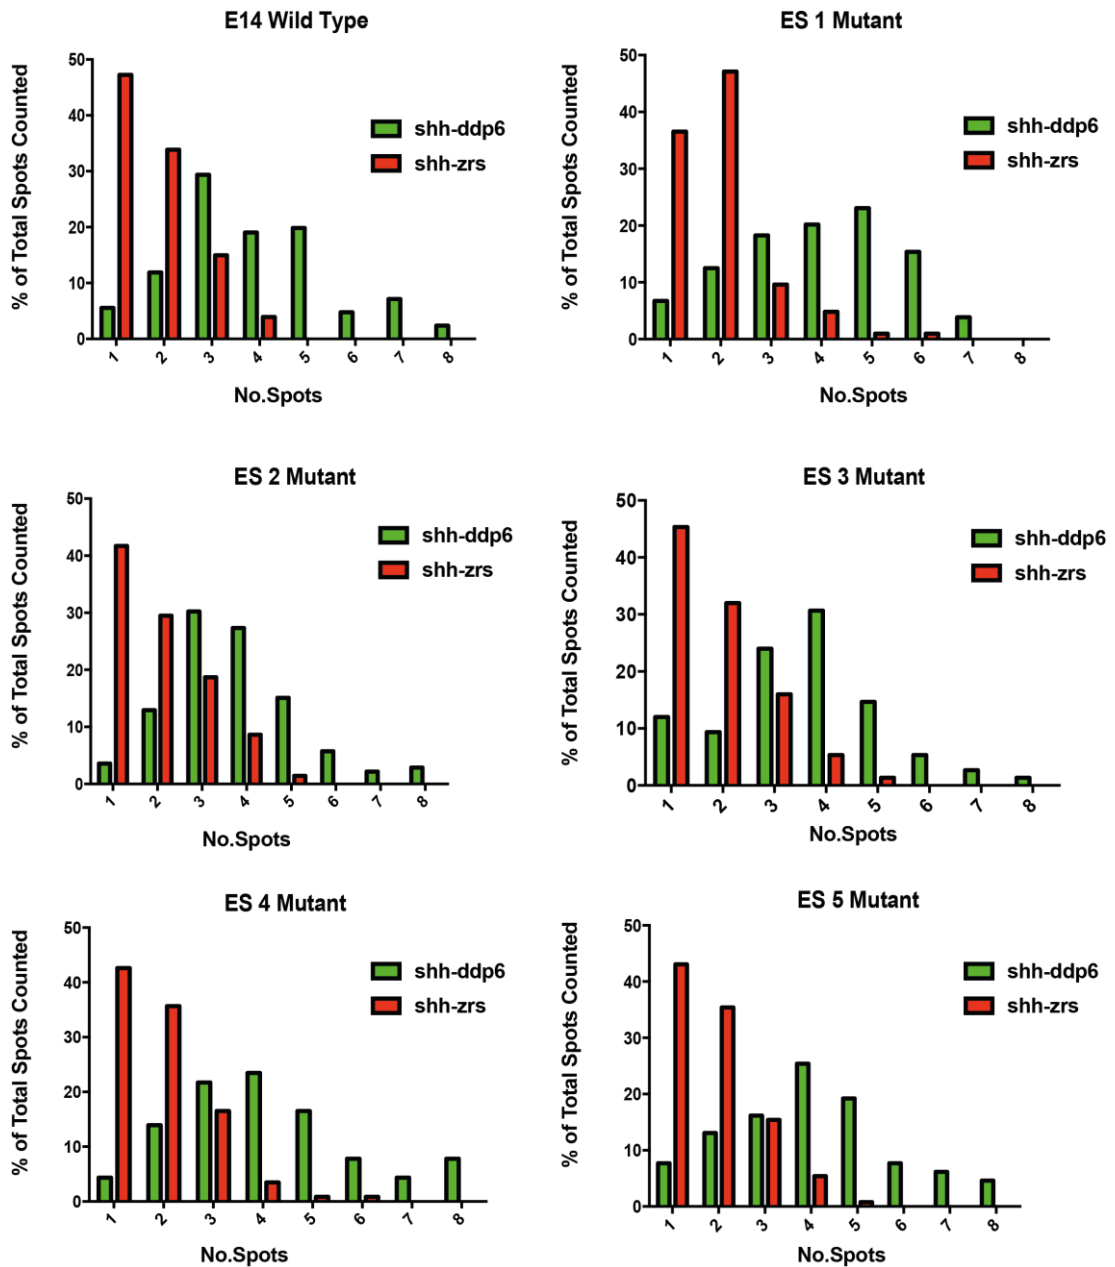 E14 Wild Type
% of Total Spots Counted
50
40
30
20
10
0
1 2 3 4 5 6 7 8
No.Spots
shh-ddp6
shh-zrs
ES 1 Mutant
% of Total Spots Counted
50
40
30
20
10
0
1 2 3 4 5 6 7 8
No.Spots
shh-ddp6
shh-zrs
ES 2 Mutant
% of Total Spots Counted
50
40
30
20
10
0
1 2 3 4 5 6 7 8
No.Spots
shh-ddp6
shh-zrs
ES 3 Mutant
% of Total Spots Counted
50
40
30
20
10
0
1 2 3 4 5 6 7 8
No.Spots
shh-ddp6
shh-zrs
ES 4 Mutant
% of Total Spots Counted
50
40
30
20
10
0
1 2 3 4 5 6 7 8
No.Spots
shh-ddp6
shh-zrs
ES 5 Mutant
% of Total Spots Counted
50
40
30
20
10
0
1 2 3 4 5 6 7 8
No.Spots
shh-ddp6
shh-zrs